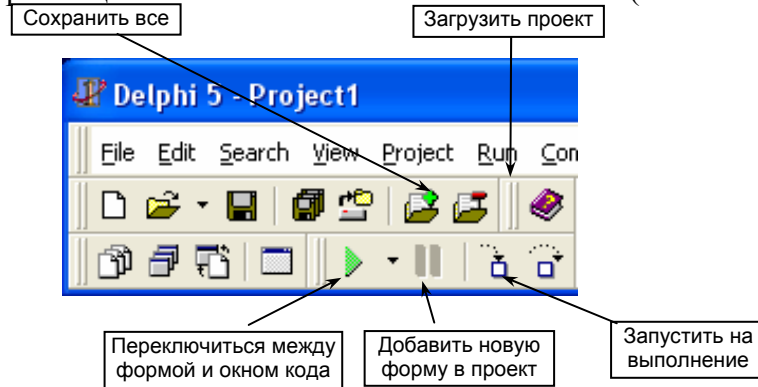 Сохранить все
Загрузить проект
Delphi 5 - Project1
File Edit Search View Project Run Com
Переключиться между
формой и окном кода
Добавить новую
форму в проект
Запустить на
выполнение